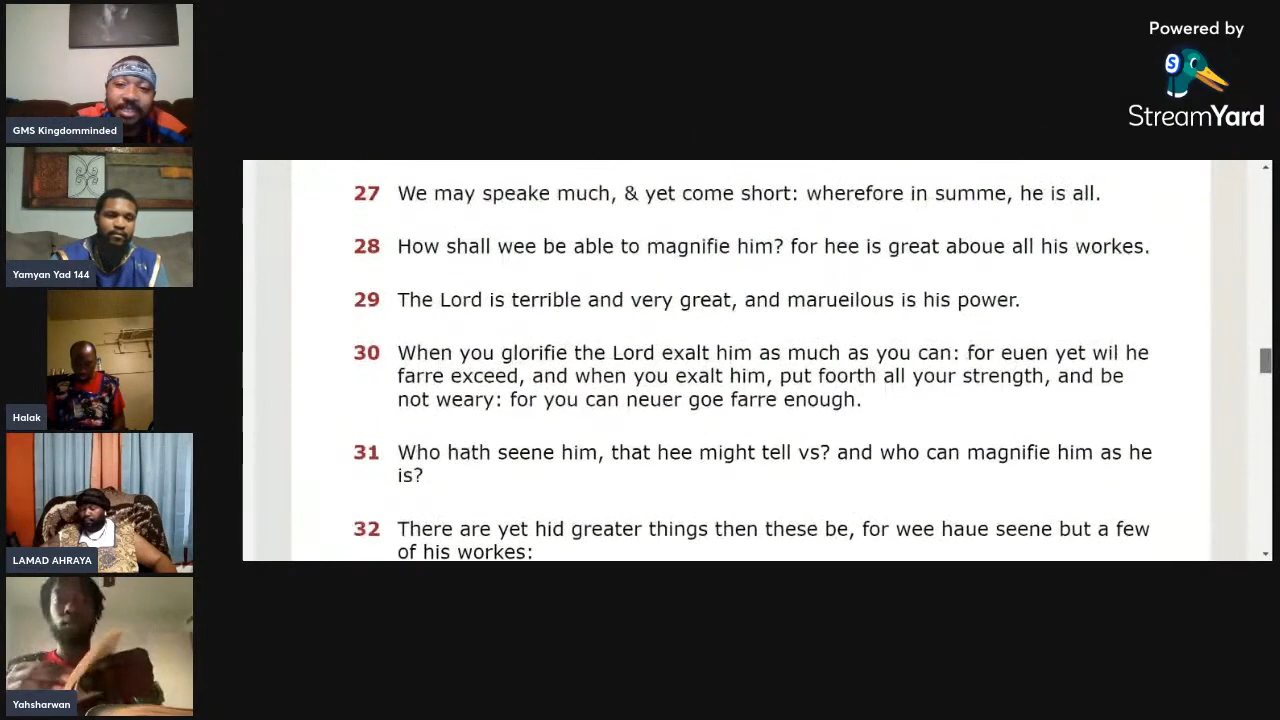 GMS Kingdomminded
Yamyan Yad 144
Halak
LAMAD AHRAYA
Yahsharwan
Powered by
S
StreamYard
27 We may speake much, & yet come short: wherefore in summe, he is all.
28 How shall wee be able to magnifie him? for hee is great aboue all his workes.
29 The Lord is terrible and very great, and marueilous is his power.
30 When you glorifie the Lord exalt him as much as you can: for euen yet wil he
farre exceed, and when you exalt him, put foorth all your strength, and be
not weary: for you can neuer goe farre enough.
31 Who hath seene him, that hee might tell vs? and who can magnifie him as he
is?
32 There are yet hid greater things then these be, for wee haue seene but a few
of his workes: